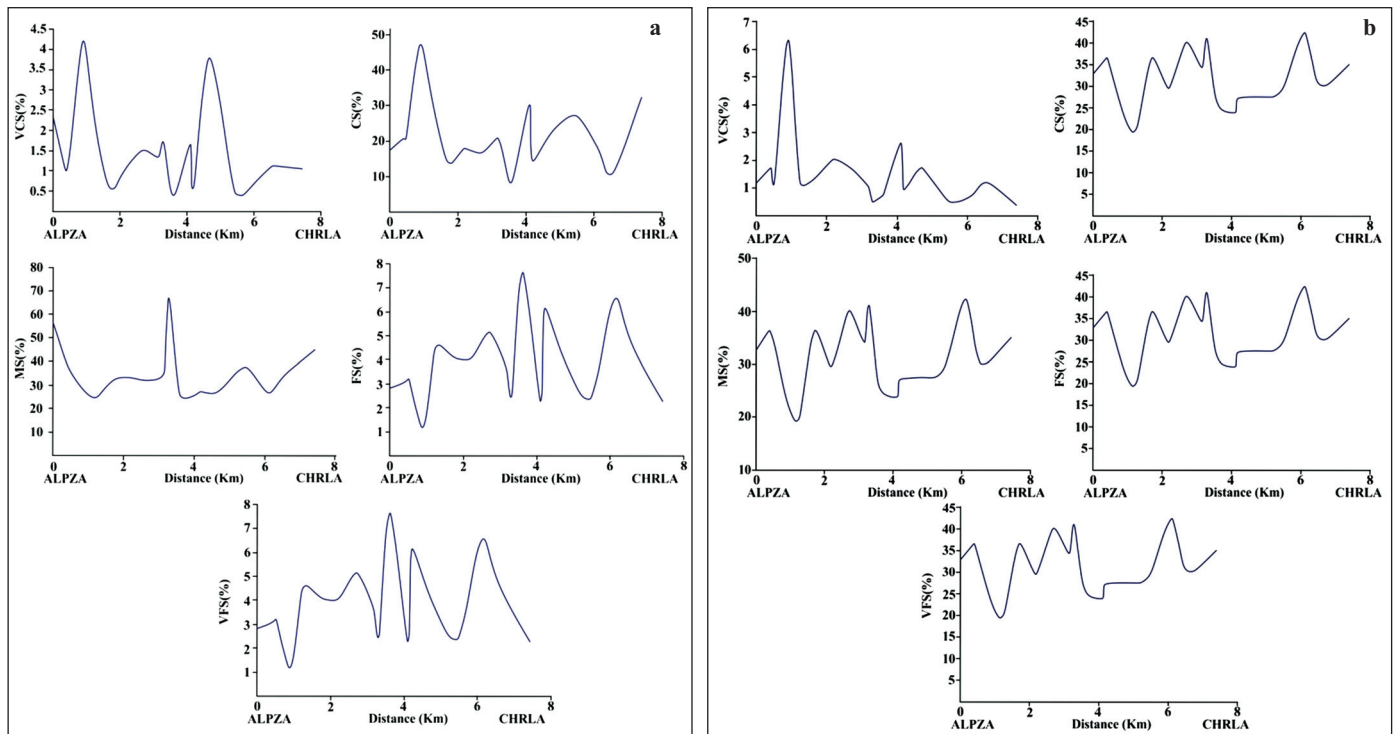 a
4.5
4
3.5
3
2.5
2
1.5
1
0.5
VCS(%)
0 2 4 6 8
ALPZA Distance (Km) CHRLA
50
40
30
20
10
CS(%)
0 2 4 6 8
ALPZA Distance (Km) CHRLA
80
70
60
50
40
30
20
10
MS(%)
0 2 4 6 8
ALPZA Distance (Km) CHRLA
8
7
6
5
4
3
2
1
FS(%)
0 2 4 6 8
ALPZA Distance (Km) CHRLA
8
7
6
5
4
3
2
1
VFS(%)
0 2 4 6 8
ALPZA Distance (Km) CHRLA
b
7
6
5
4
3
2
1
VCS(%)
0 2 4 6 8
ALPZA Distance (Km) CHRLA
45
40
35
30
25
20
15
10
5
CS(%)
0 2 4 6 8
ALPZA Distance (Km) CHRLA
50
40
30
20
10
MS(%)
0 2 4 6 8
ALPZA Distance (Km) CHRLA
45
40
35
30
25
20
15
10
5
FS(%)
0 2 4 6 8
ALPZA Distance (Km) CHRLA
45
40
35
30
25
20
15
10
5
VFS(%)
0 2 4 6 8
ALPZA Distance (Km) CHRLA